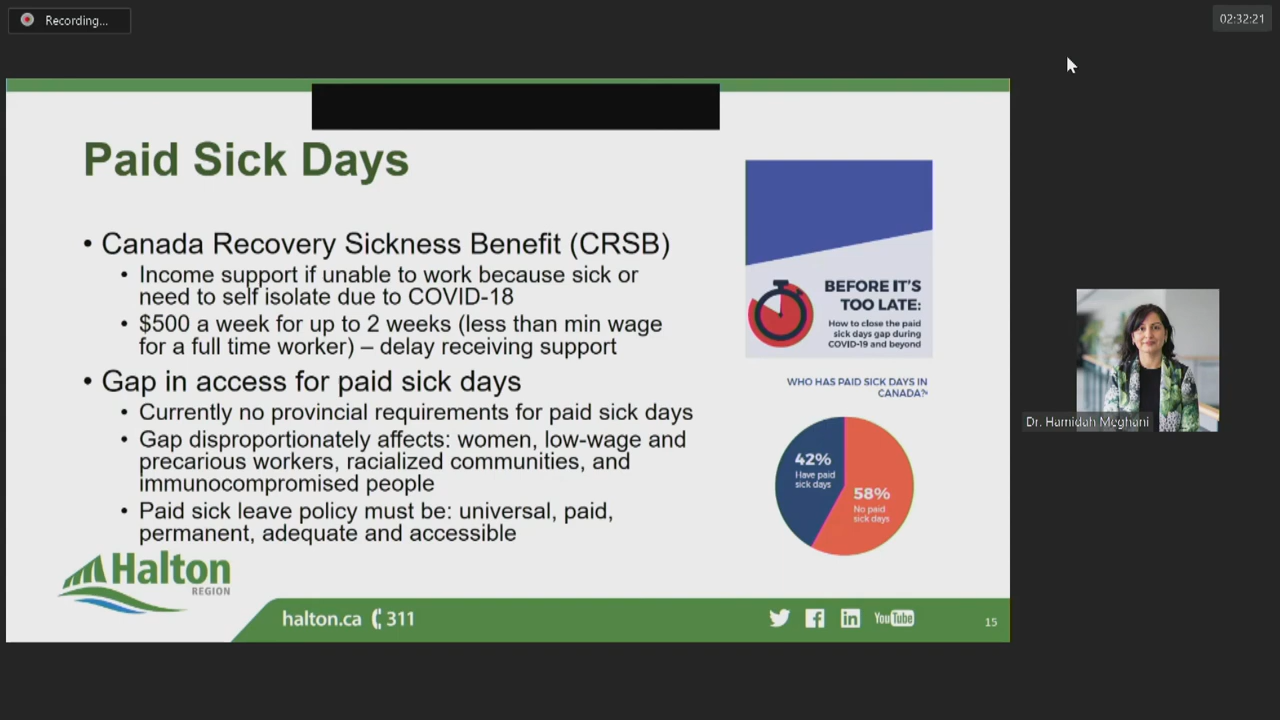 Recording...
02:32:21
Paid Sick Days
• Canada Recovery Sickness Benefit (CRSB)
• Income support if unable to work because sick or
need to self isolate due to COVID-18
• $500 a week for up to 2 weeks (less than min wage
for a full time worker) – delay receiving support
• Gap in access for paid sick days
• Currently no provincial requirements for paid sick days
• Gap disproportionately affects: women, low-wage and
precarious workers, racialized communities, and
immunocompromised people
• Paid sick leave policy must be: universal, paid,
permanent, adequate and accessible
BEFORE IT'S
TOO LATE:
How to close the paid
sick days gap during
COVID-19 and beyond
WHO HAS PAID SICK DAYS IN
CANADA?
42%
Have paid
sick days
58%
No paid
sick days
Dr. Hamidah Meghani
Halton
REGION
halton.ca 311
in
YouTube
15